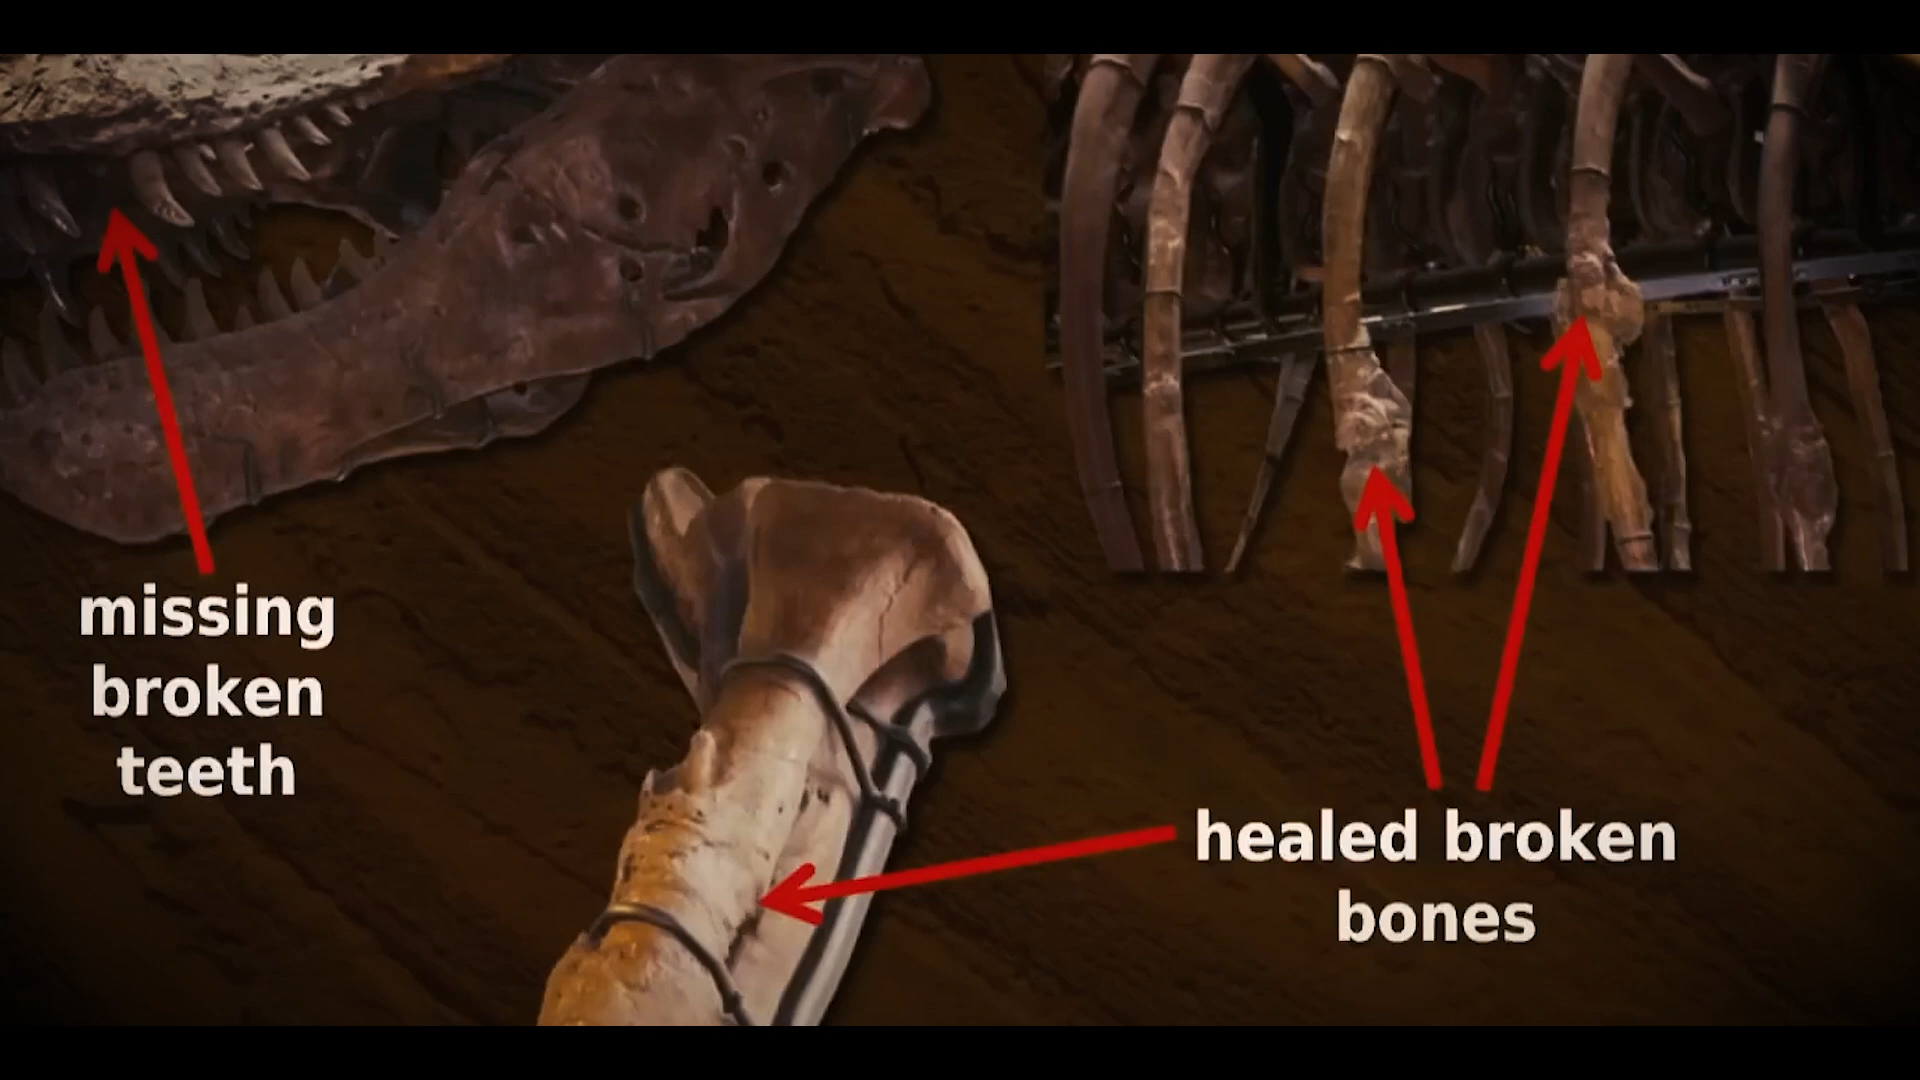 missing
broken
teeth
healed broken
bones